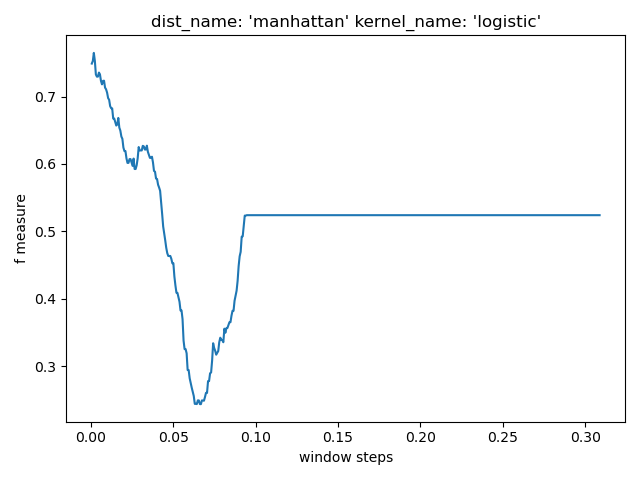 dist_name: 'manhattan' kernel_name: 'logistic'
0.7
0.6
0.5
0.4
0.3
f measure
0.00 0.05 0.10 0.15 0.20 0.25 0.30
window steps